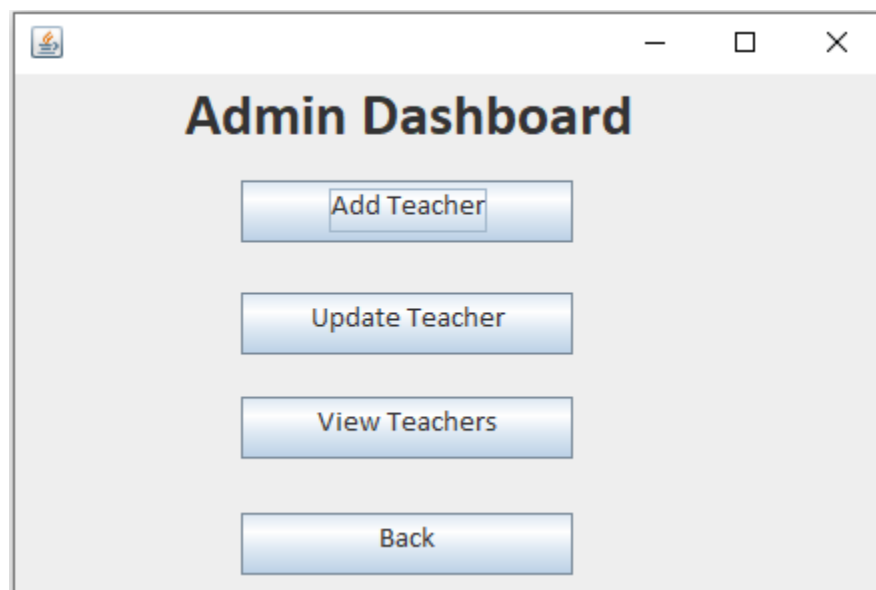 Admin Dashboard
Add Teacher
Update Teacher
View Teachers
Back